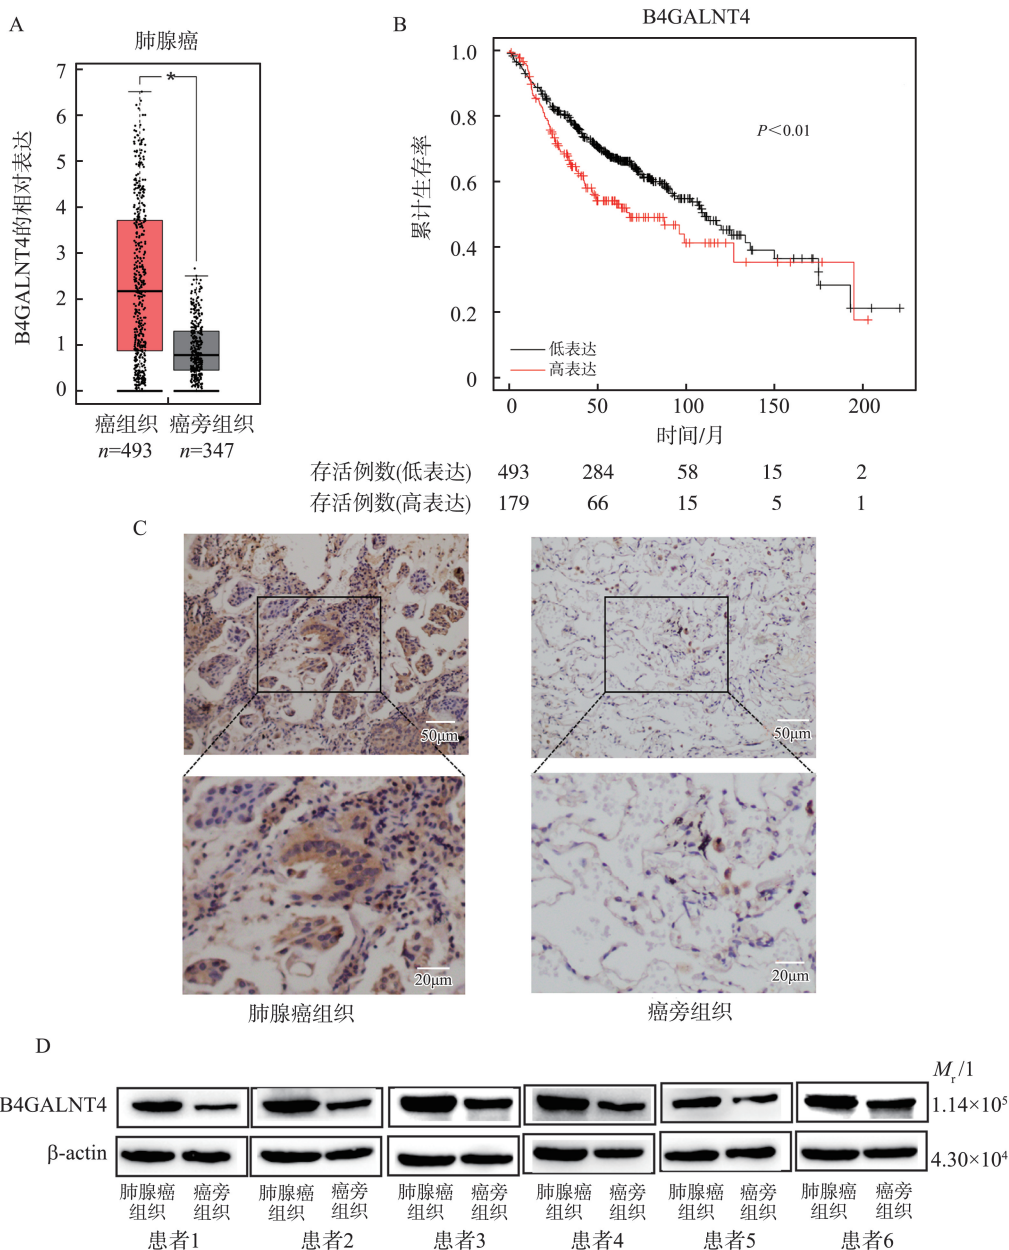 A
肺腺癌
B4GALNT4的相对表达
7
6
5
4
3
2
1
0
*
癌组织 癌旁组织
n=493 n=347
B
B4GALNT4
累计生存率
1.0
0.8
0.6
0.4
0.2
0
P＜0.01
低表达
高表达
0 50 100 150 200
时间/月
存活例数(低表达) 493 284 58 15 2
存活例数(高表达) 179 66 15 5 1
C
50μm 50μm
20μm 20μm
肺腺癌组织 癌旁组织
D
Mr/1
B4GALNT4 1.14×10⁵
β-actin 4.30×10⁴
肺腺癌 癌旁 肺腺癌 癌旁 肺腺癌 癌旁 肺腺癌 癌旁 肺腺癌 癌旁 肺腺癌 癌旁
组织 组织 组织 组织 组织 组织 组织 组织 组织 组织 组织 组织
患者1 患者2 患者3 患者4 患者5 患者6